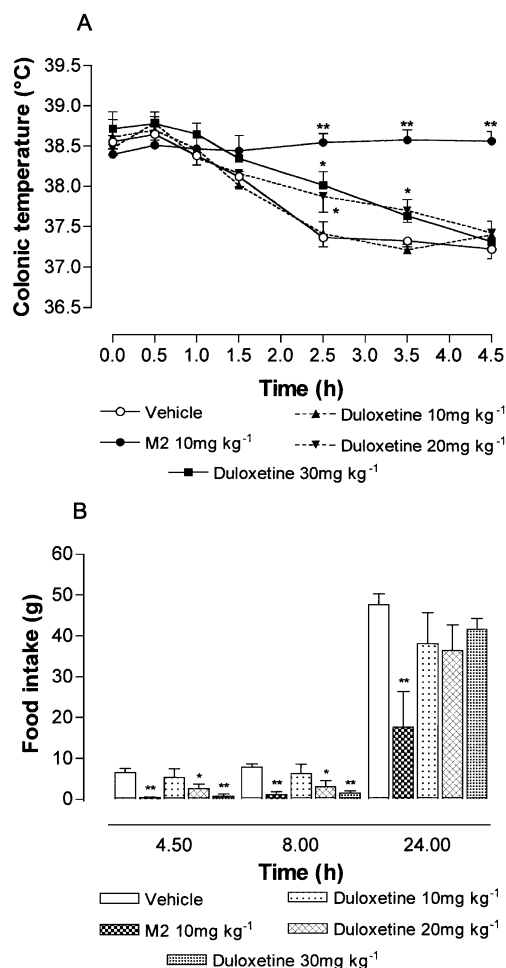 A
Colonic temperature (°C)
39.5
39.0
38.5
38.0
37.5
37.0
36.5
** ** **
* *
*
0.0 0.5 1.0 1.5 2.0 2.5 3.0 3.5 4.0 4.5
Time (h)
Vehicle Duloxetine 10mg kg⁻¹
M2 10mg kg⁻¹ Duloxetine 20mg kg⁻¹
Duloxetine 30mg kg⁻¹
B
Food intake (g)
60
50
40
30
20
10
0
** * ** ** * ** **
4.50 8.00 24.00
Time (h)
Vehicle Duloxetine 10mg kg⁻¹
M2 10mg kg⁻¹ Duloxetine 20mg kg⁻¹
Duloxetine 30mg kg⁻¹